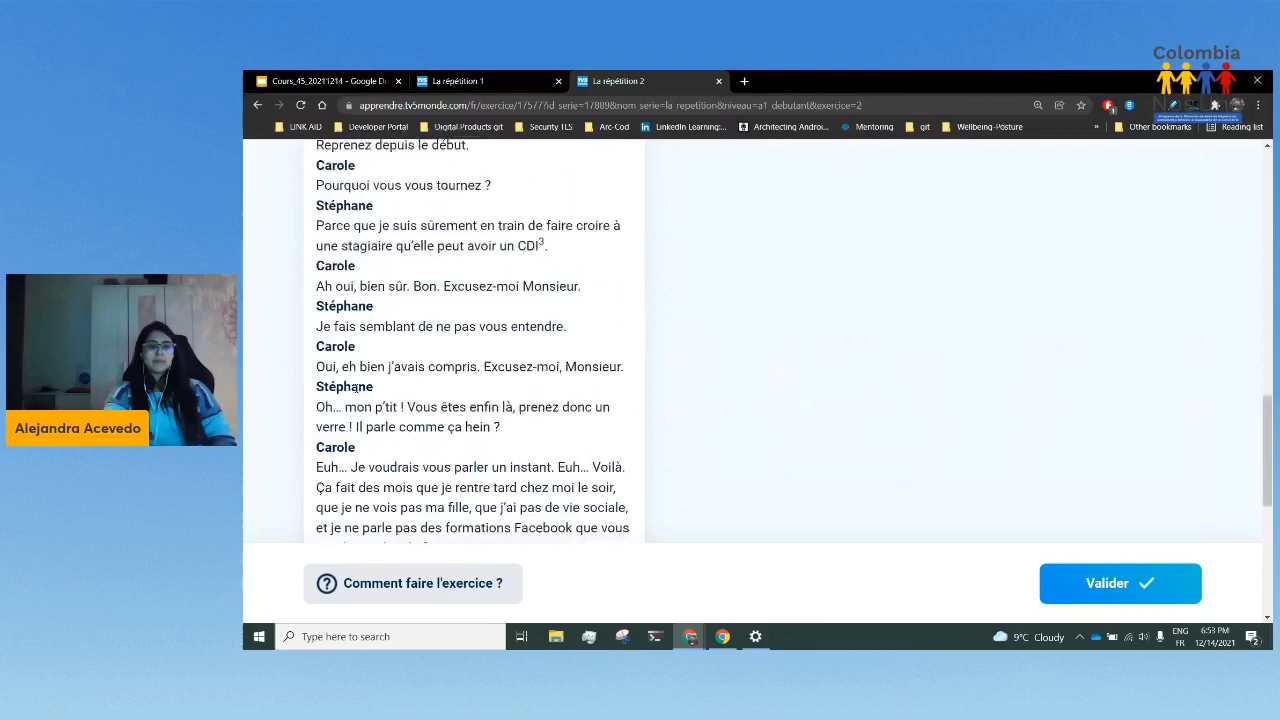 Colombia
Cours_45_20211214 - Google Dr
La répétition 1
La répétition 2
apprendre.tv5monde.com/fr/exercice/17577?id_serie=17889&nom_serie=la_repetition&niveau=a1_debutant&exercice=2
LINK AID
Developer Portal
Digital Products git
Security TLS
Arc-Cod
LinkedIn Learning:...
Architecting Androi...
Mentoring
git
Wellbeing-Posture
»
Other bookmarks
Reading list
Reprenez depuis le début.
Carole
Pourquoi vous vous tournez ?
Stéphane
Parce que je suis sûrement en train de faire croire à
une stagiaire qu'elle peut avoir un CDI3.
Carole
Ah oui, bien sûr. Bon. Excusez-moi Monsieur.
Stéphane
Je fais semblant de ne pas vous entendre.
Carole
Oui, eh bien j'avais compris. Excusez-moi, Monsieur.
Stéphane
Oh... mon p'tit ! Vous êtes enfin là, prenez donc un
verre ! Il parle comme ça hein ?
Carole
Euh... Je voudrais vous parler un instant. Euh... Voilà.
Ça fait des mois que je rentre tard chez moi le soir,
que je ne vois pas ma fille, que j'ai pas de vie sociale,
et je ne parle pas des formations Facebook que vous
Alejandra Acevedo
Comment faire l'exercice ?
Valider
Type here to search
9°C Cloudy
ENG
FR
6:53 PM
12/14/2021
2